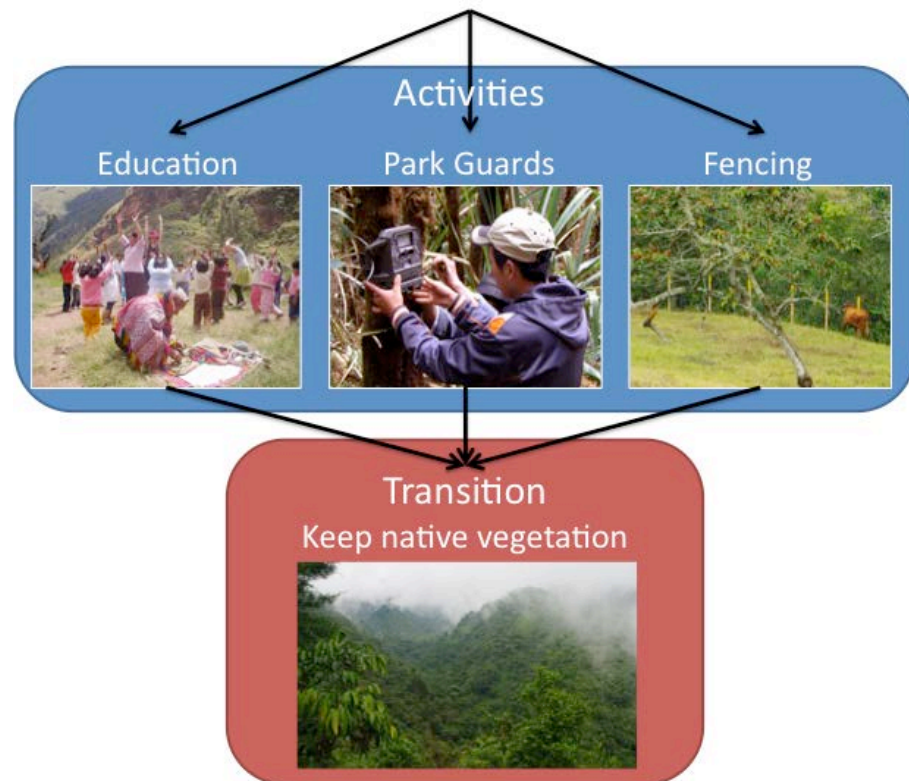 Activities
Education Park Guards Fencing
Transition
Keep native vegetation